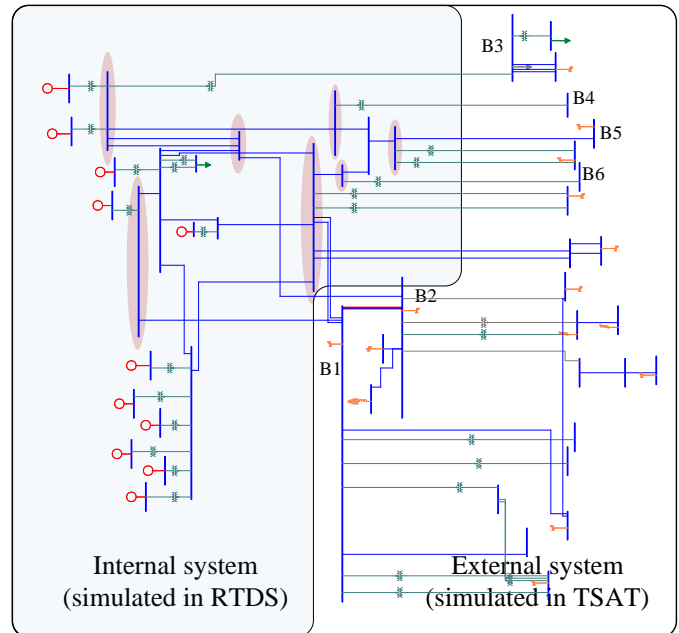 B3
B4
B5
B6
B2
B1
Internal system
(simulated in RTDS)
External system
(simulated in TSAT)